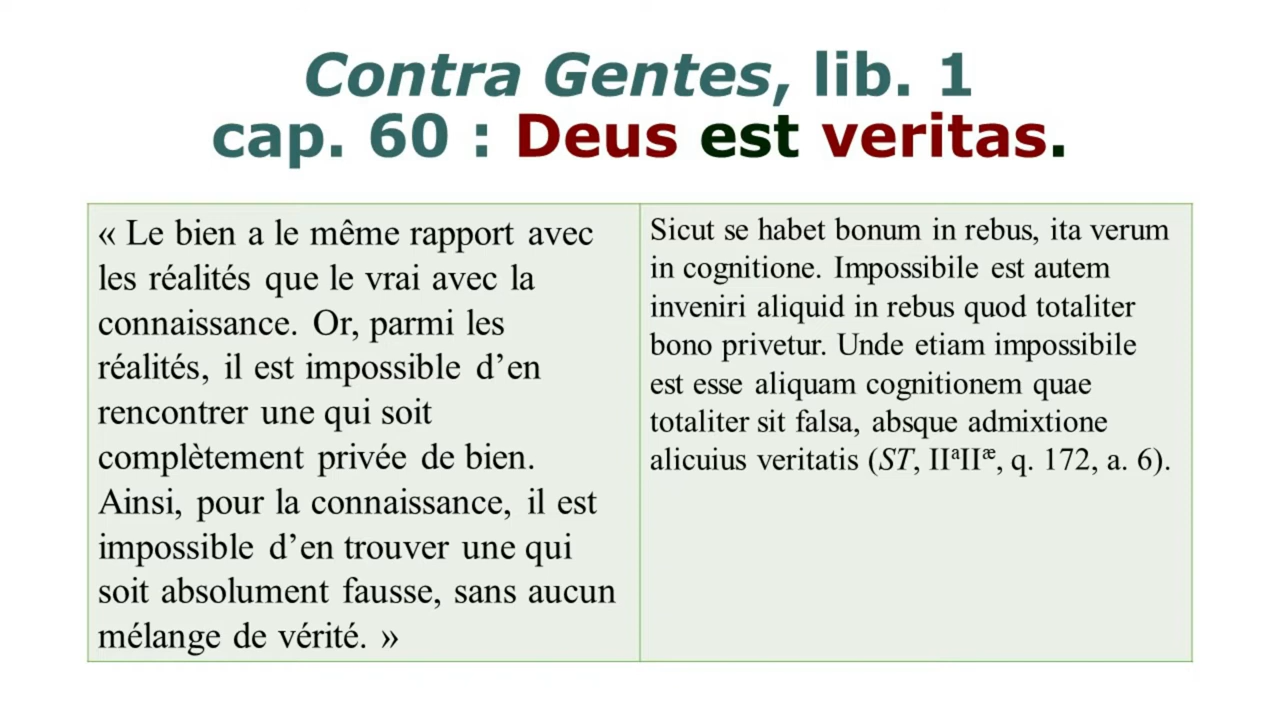 Contra Gentes, lib. 1
cap. 60 : Deus est veritas.
« Le bien a le même rapport avec
les réalités que le vrai avec la
connaissance. Or, parmi les
réalités, il est impossible d’en
rencontrer une qui soit
complètement privée de bien.
Ainsi, pour la connaissance, il est
impossible d’en trouver une qui
soit absolument fausse, sans aucun
mélange de vérité. »
Sicut se habet bonum in rebus, ita verum
in cognitione. Impossibile est autem
inveniri aliquid in rebus quod totaliter
bono privetur. Unde etiam impossibile
est esse aliquam cognitionem quae
totaliter sit falsa, absque admixtione
alicuius veritatis (ST, IIᵃIIᵆ, q. 172, a. 6).